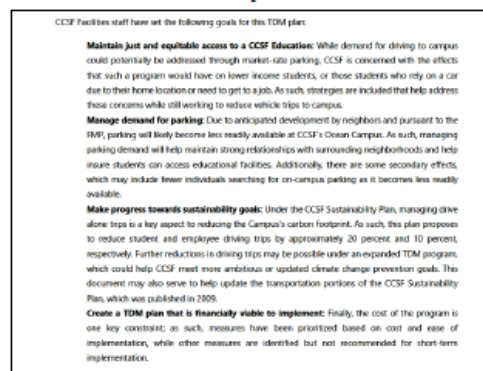 CCSF Facilities staff have set the following goals for this TDM plan:
Maintain just and equitable access to a CCSF Education: While demand for driving to campus
could potentially be addressed through market-rate parking, CCSF is concerned with the effects
that such a program would have on lower income students, or those students who rely on a car
due to their home location or need to get to a job. As such, strategies are included that help address
these concerns while still working to reduce vehicle trips to campus.
Manage demand for parking: Due to anticipated development by neighbors and pursuant to the
FMP, parking will likely become less readily available at CCSF's Ocean Campus. As such, managing
parking demand will help maintain strong relationships with surrounding neighborhoods and help
insure students can access educational facilities. Additionally, there are some secondary effects,
which may include fewer individuals searching for on-campus parking as it becomes less readily
available.
Make progress towards sustainability goals: Under the CCSF Sustainability Plan, managing drive
alone trips is a key aspect to reducing the Campus's carbon footprint. As such, this plan proposes
to reduce student and employee driving trips by approximately 20 percent and 10 percent,
respectively. Further reductions in driving trips may be possible under an expanded TDM program,
which could help CCSF meet more ambitious or updated climate change prevention goals. This
document may also serve to help update the transportation portions of the CCSF Sustainability
Plan, which was published in 2009.
Create a TDM plan that is financially viable to implement: Finally, the cost of the program is
one key constraint; as such, measures have been prioritized based on cost and ease of
implementation, while other measures are identified but not recommended for short-term
implementation.